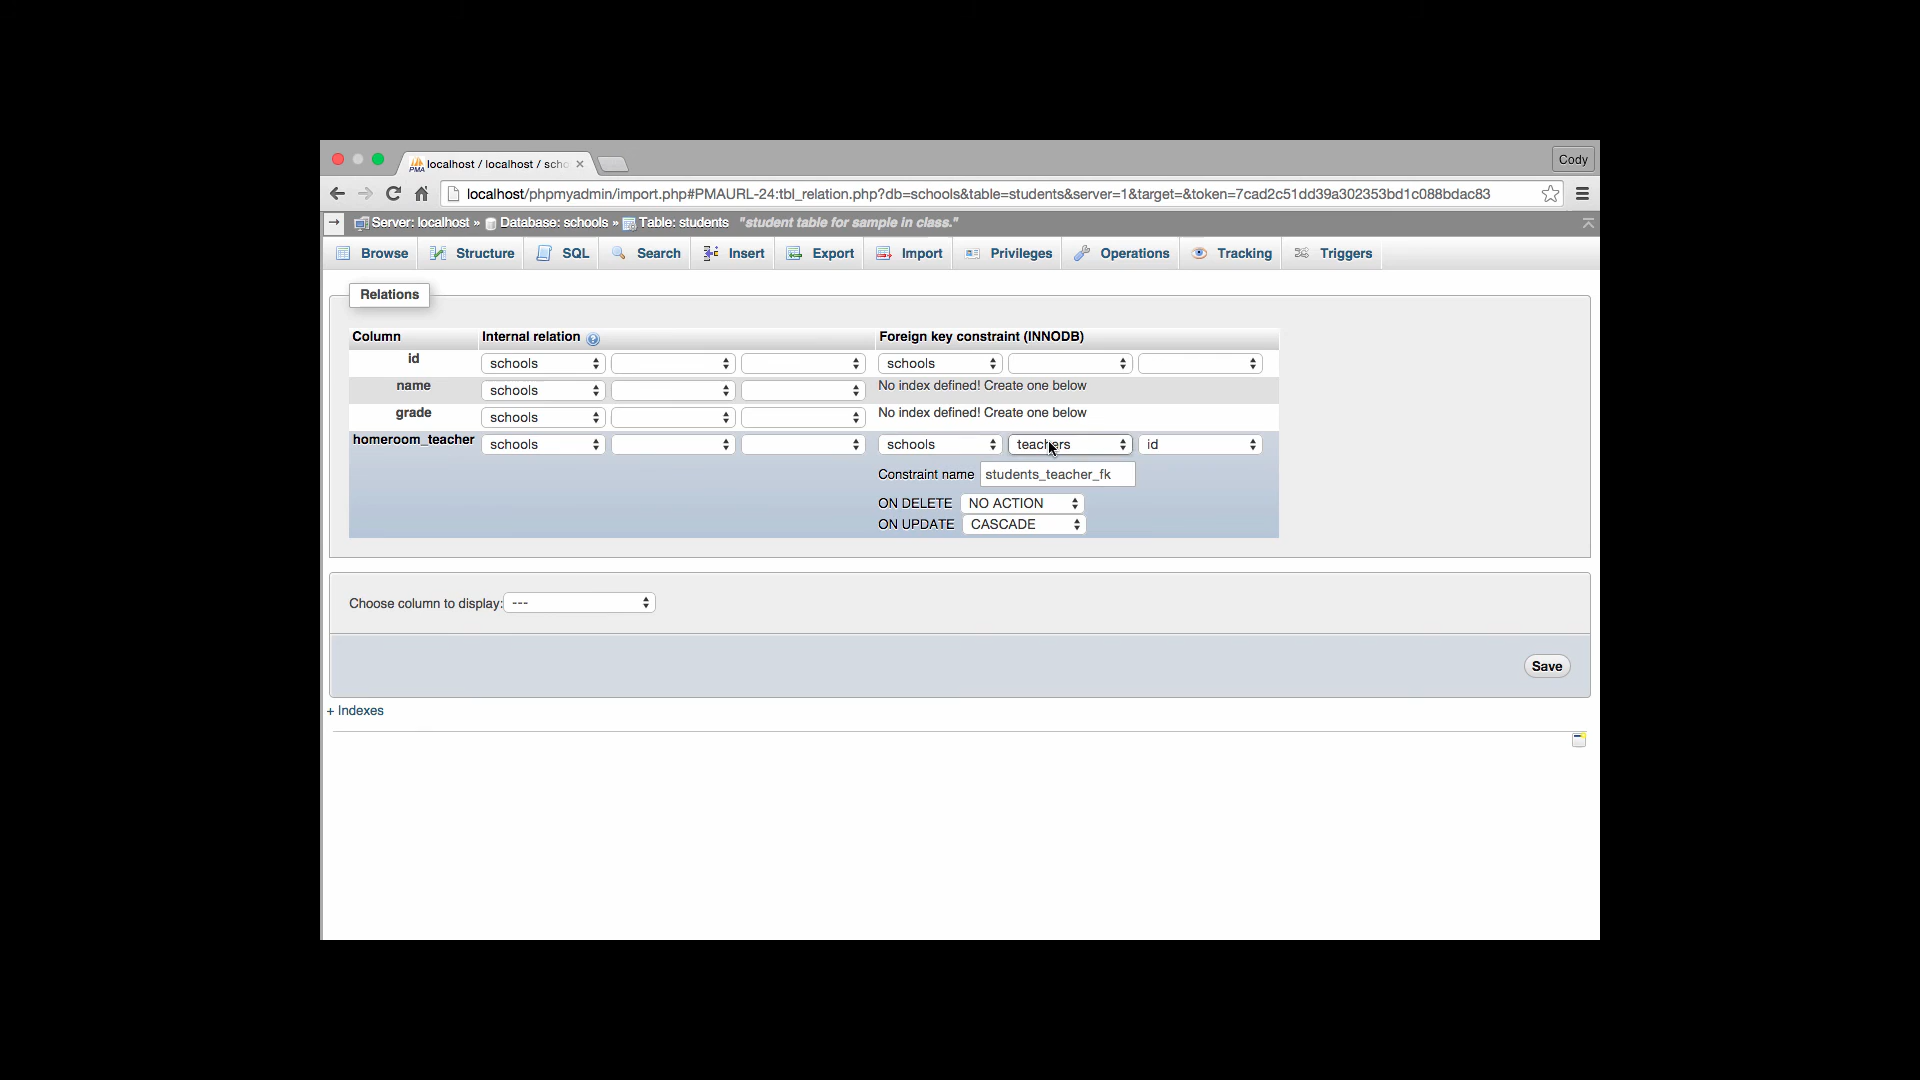 localhost / localhost / scho
Cody
localhost/phpmyadmin/import.php#PMAURL-24:tbl_relation.php?db=schools&table=students&server=1&target=&token=7cad2c51dd39a302353bd1c088bdac83
Server: localhost » Database: schools » Table: students "student table for sample in class."
Browse Structure SQL Search Insert Export Import Privileges Operations Tracking Triggers
Relations
Column Internal relation Foreign key constraint (INNODB)
id schools schools
name schools No index defined! Create one below
grade schools No index defined! Create one below
homeroom_teacher schools schools teachers id
Constraint name students_teacher_fk
ON DELETE NO ACTION
ON UPDATE CASCADE
Choose column to display: ---
Save
+ Indexes